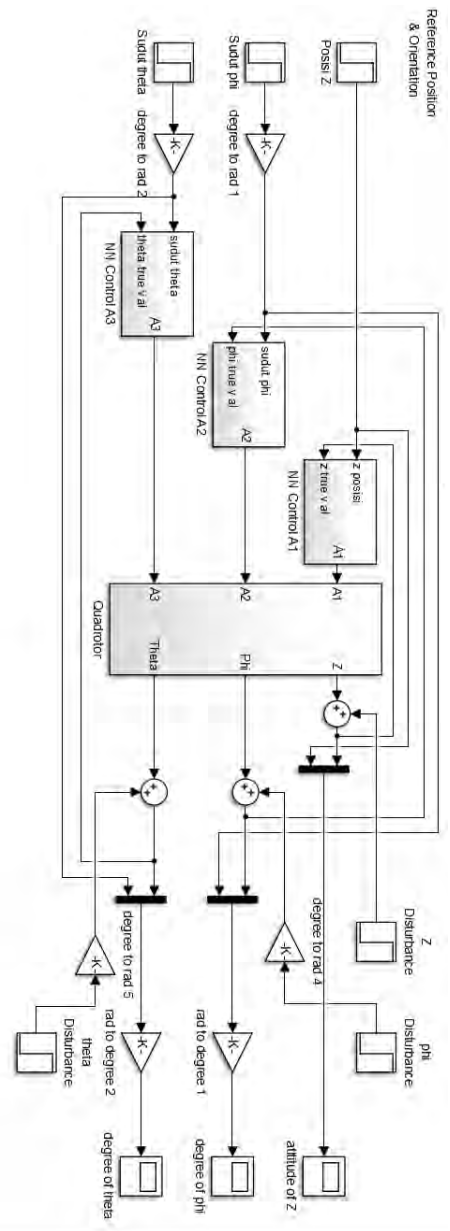 Reference Position
& Orientation
Posisi Z
Sudut phi
-K-
degree to rad 1
Sudut theta
-K-
degree to rad 2
z posisi
z true v al
A1
NN Control A1
sudut phi
phi true v al
A2
NN Control A2
sudut theta
theta true v al
A3
NN Control A3
A1
A2
A3
Z
Phi
Theta
Quadrotor
Z
Disturbance
phi
Disturbance
-K-
degree to rad 4
theta
Disturbance
-K-
degree to rad 5
-K-
rad to degree 1
-K-
rad to degree 2
attitude of Z
degree of phi
degree of theta